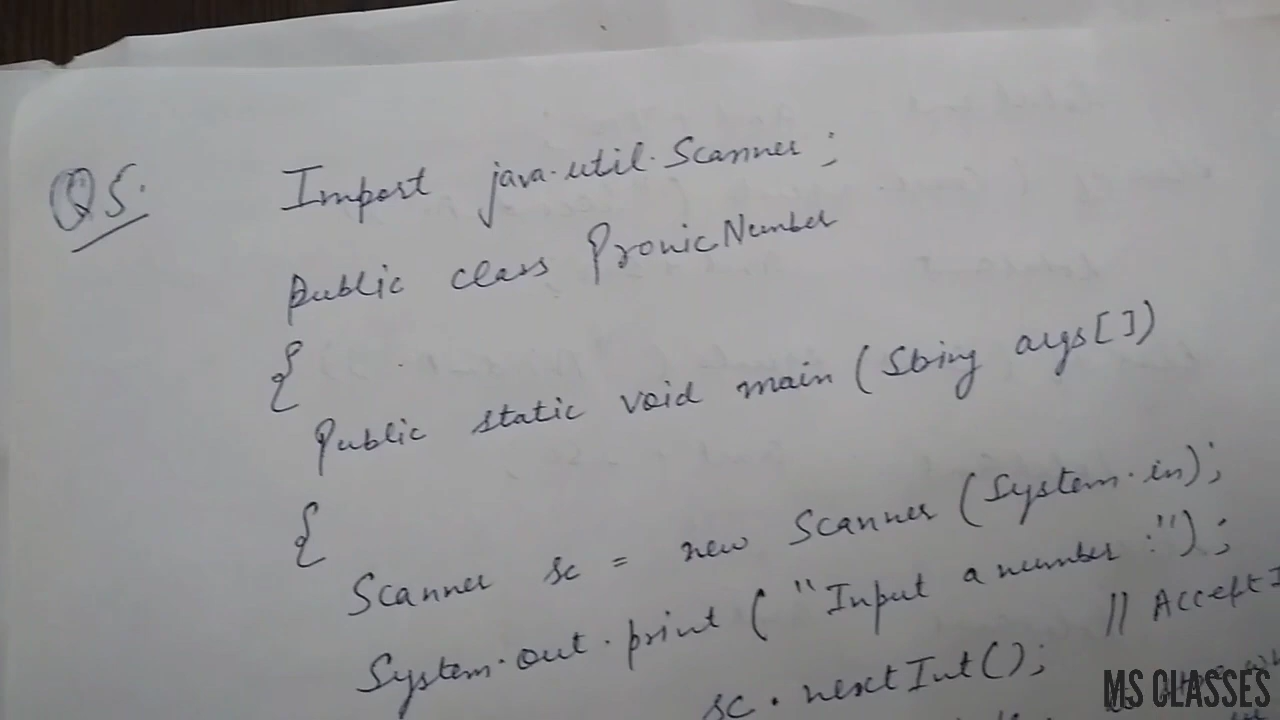 Q5. Import java.util.Scanner;
public class PronicNumber
{
Public static void main (String args[])
{
Scanner sc = new Scanner (System.in);
System.out.print ("Input a number :");
sc.nextInt(); // Accept
MS CLASSES